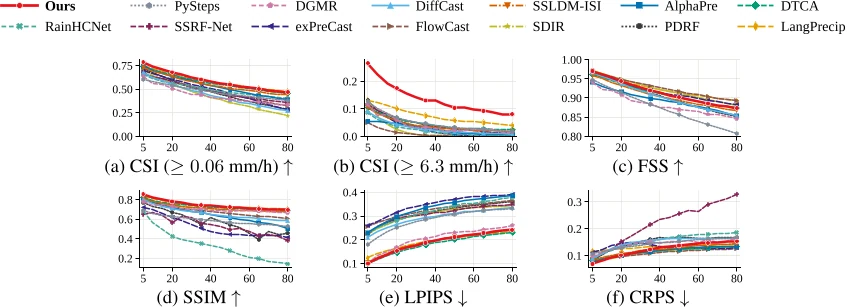 Ours PySteps DGMR DiffCast SSLDM-ISI AlphaPre DTCA
RainHCNet SSRF-Net exPreCast FlowCast SDIR PDRF LangPrecip
0.75
0.50
0.25
0.00
5 20 40 60 80
(a) CSI (≥ 0.06 mm/h) ↑
0.2
0.1
0.0
5 20 40 60 80
(b) CSI (≥ 6.3 mm/h) ↑
1.00
0.95
0.90
0.85
0.80
5 20 40 60 80
(c) FSS ↑
0.8
0.6
0.4
0.2
5 20 40 60 80
(d) SSIM ↑
0.4
0.3
0.2
0.1
5 20 40 60 80
(e) LPIPS ↓
0.3
0.2
0.1
5 20 40 60 80
(f) CRPS ↓